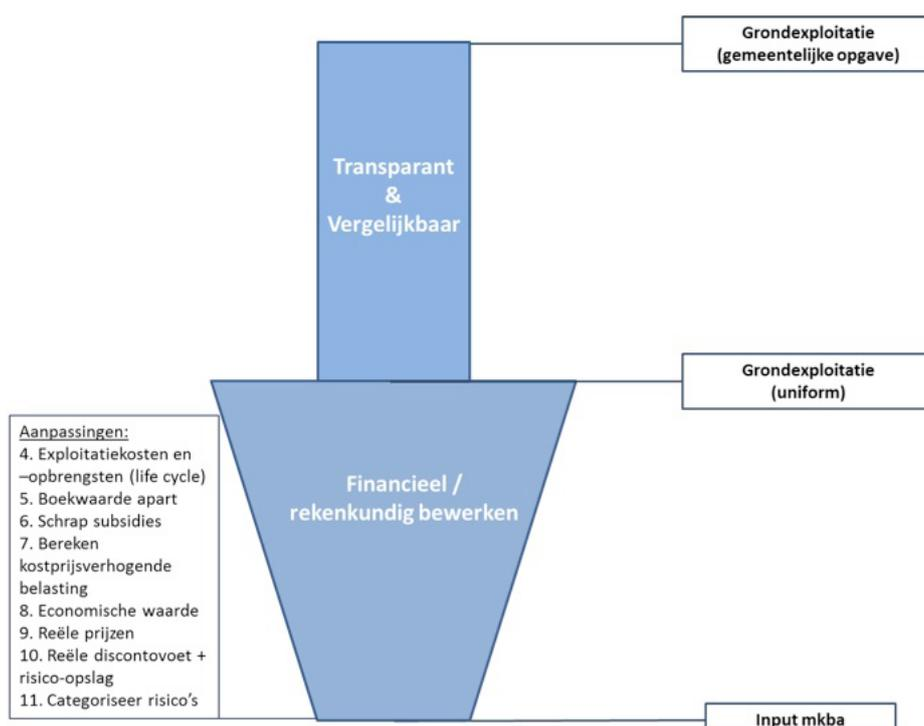 Grondexploitatie
(gemeentelijke opgave)
Transparant
&
Vergelijkbaar
Grondexploitatie
(uniform)
Aanpassingen:
4. Exploitatiekosten en
–opbrengsten (life cycle)
5. Boekwaarde apart
6. Schrap subsidies
7. Bereken
kostprijsverhogende
belasting
8. Economische waarde
9. Reële prijzen
10. Reële discontovoet +
risico-opslag
11. Categoriseer risico’s
Financieel /
rekenkundig bewerken
Input mkba